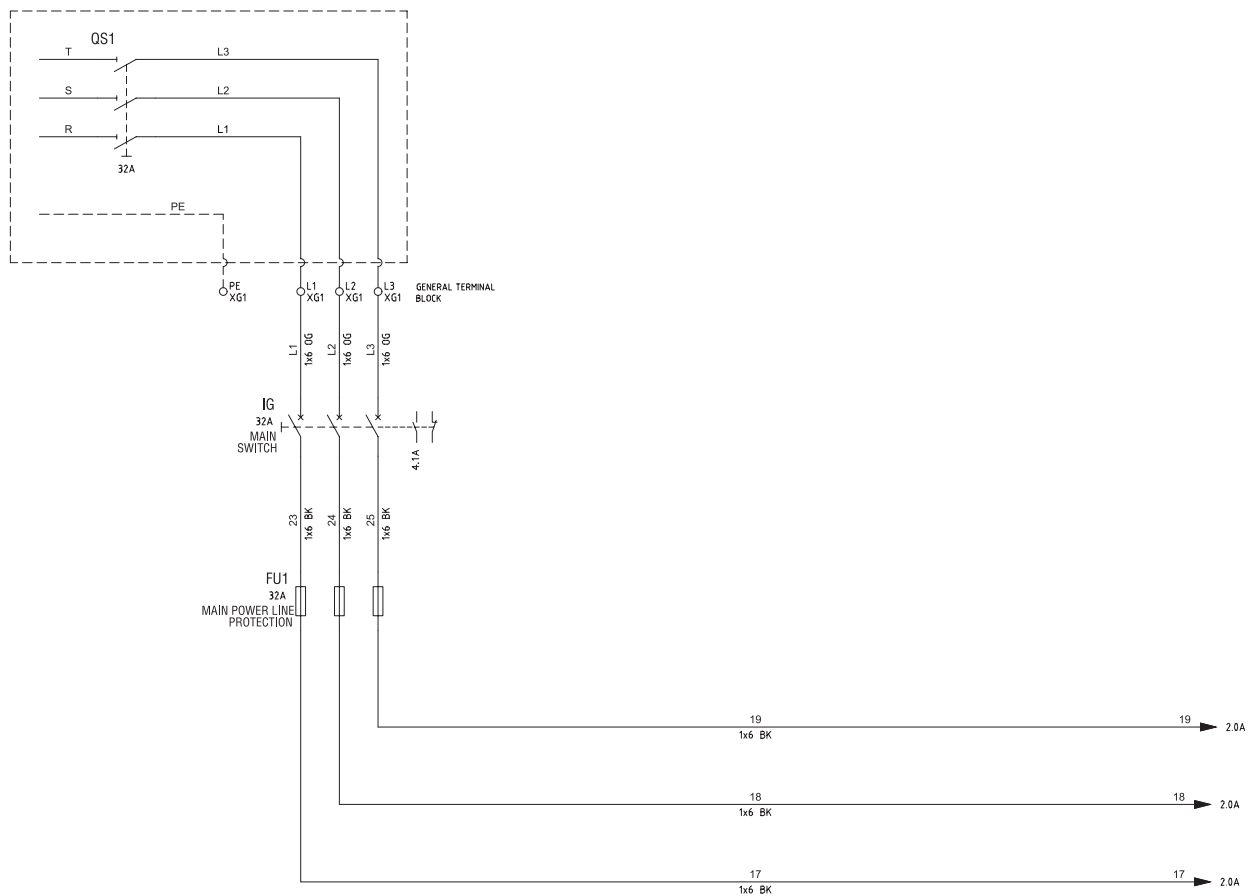 QS1
T
L3
S
L2
R
L1
32A
PE
PE
XG1
L1
XG1
L2
XG1
L3
XG1
GENERAL TERMINAL
BLOCK
L1
1x6 OG
L2
1x6 OG
L3
1x6 OG
IG
32A
MAIN
SWITCH
4.1A
23
1x6 BK
24
1x6 BK
25
1x6 BK
FU1
32A
MAIN POWER LINE
PROTECTION
19
1x6 BK
19
2.0A
18
1x6 BK
18
2.0A
17
1x6 BK
17
2.0A